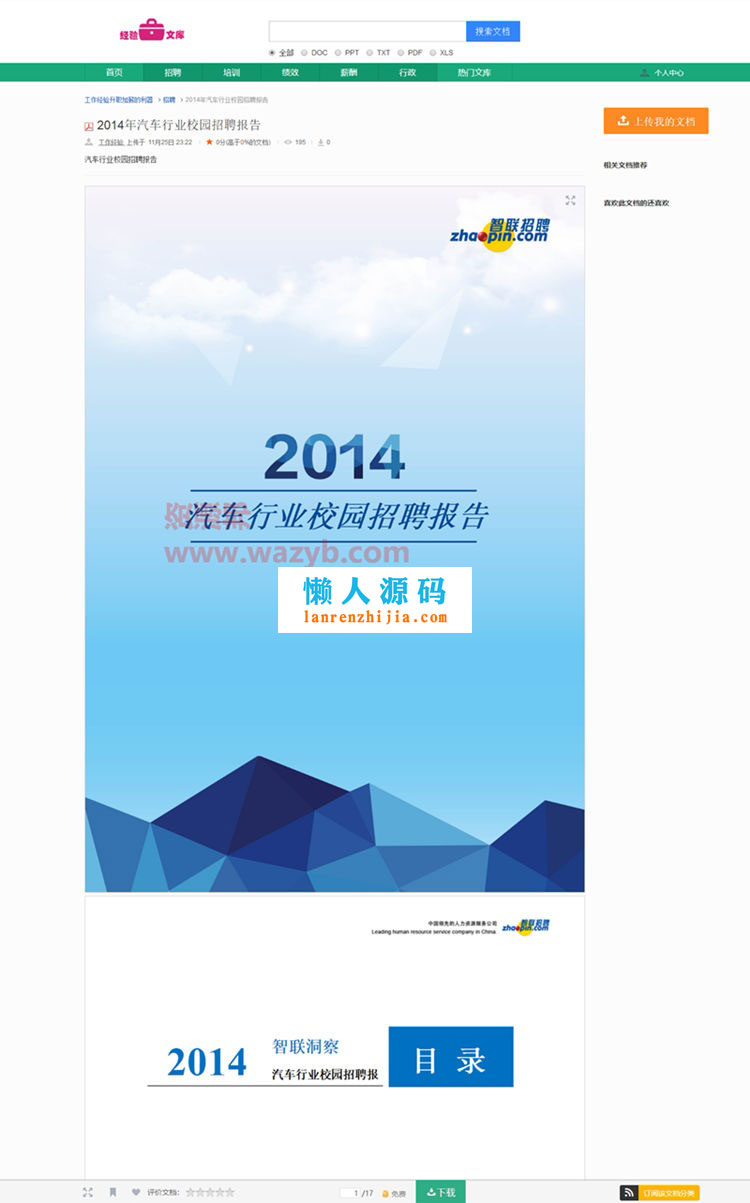 经验 文库
搜索文档
全部 DOC PPT TXT PDF XLS
首页 招聘 培训 绩效 薪酬 行政 热门文库 个人中心
工作经验升职加薪的利器 > 招聘 > 2014年汽车行业校园招聘报告
2014年汽车行业校园招聘报告
上传我的文档
工作经验 上传于 11月25日 23:22 0分(基于0%的文档) 195 0
汽车行业校园招聘报告
相关文档推荐
喜欢此文档的还喜欢
智联招聘
zhaopin.com
2014
汽车行业校园招聘报告
www.wazyb.com
懒人源码
lanrenzhijia.com
中国领先的人力资源服务公司
Leading human resource service company in China.
智联招聘
zhaopin.com
2014
智联洞察
汽车行业校园招聘报
目 录
评价文档:
1 /17
免费
下载
订阅该文档分类